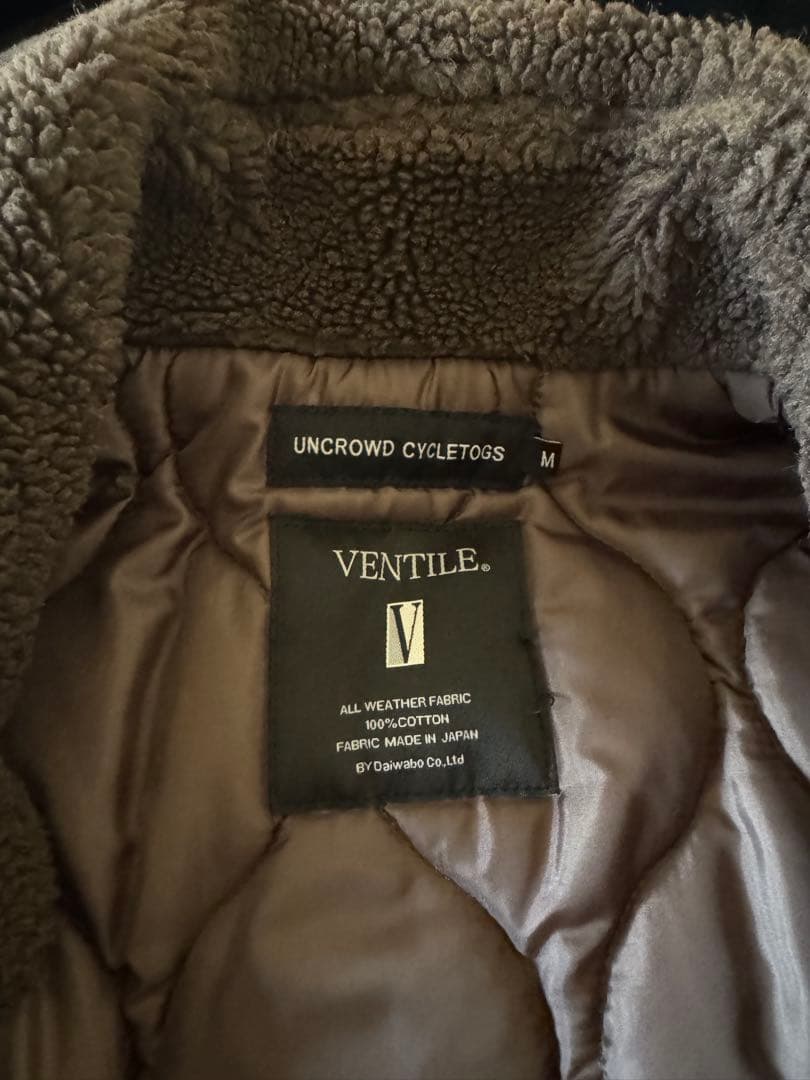 UNCROWD CYCLETOGS
M
VENTILE®
V
ALL WEATHER FABRIC
100%COTTON
FABRIC MADE IN JAPAN
BY Daiwabo Co.,Ltd